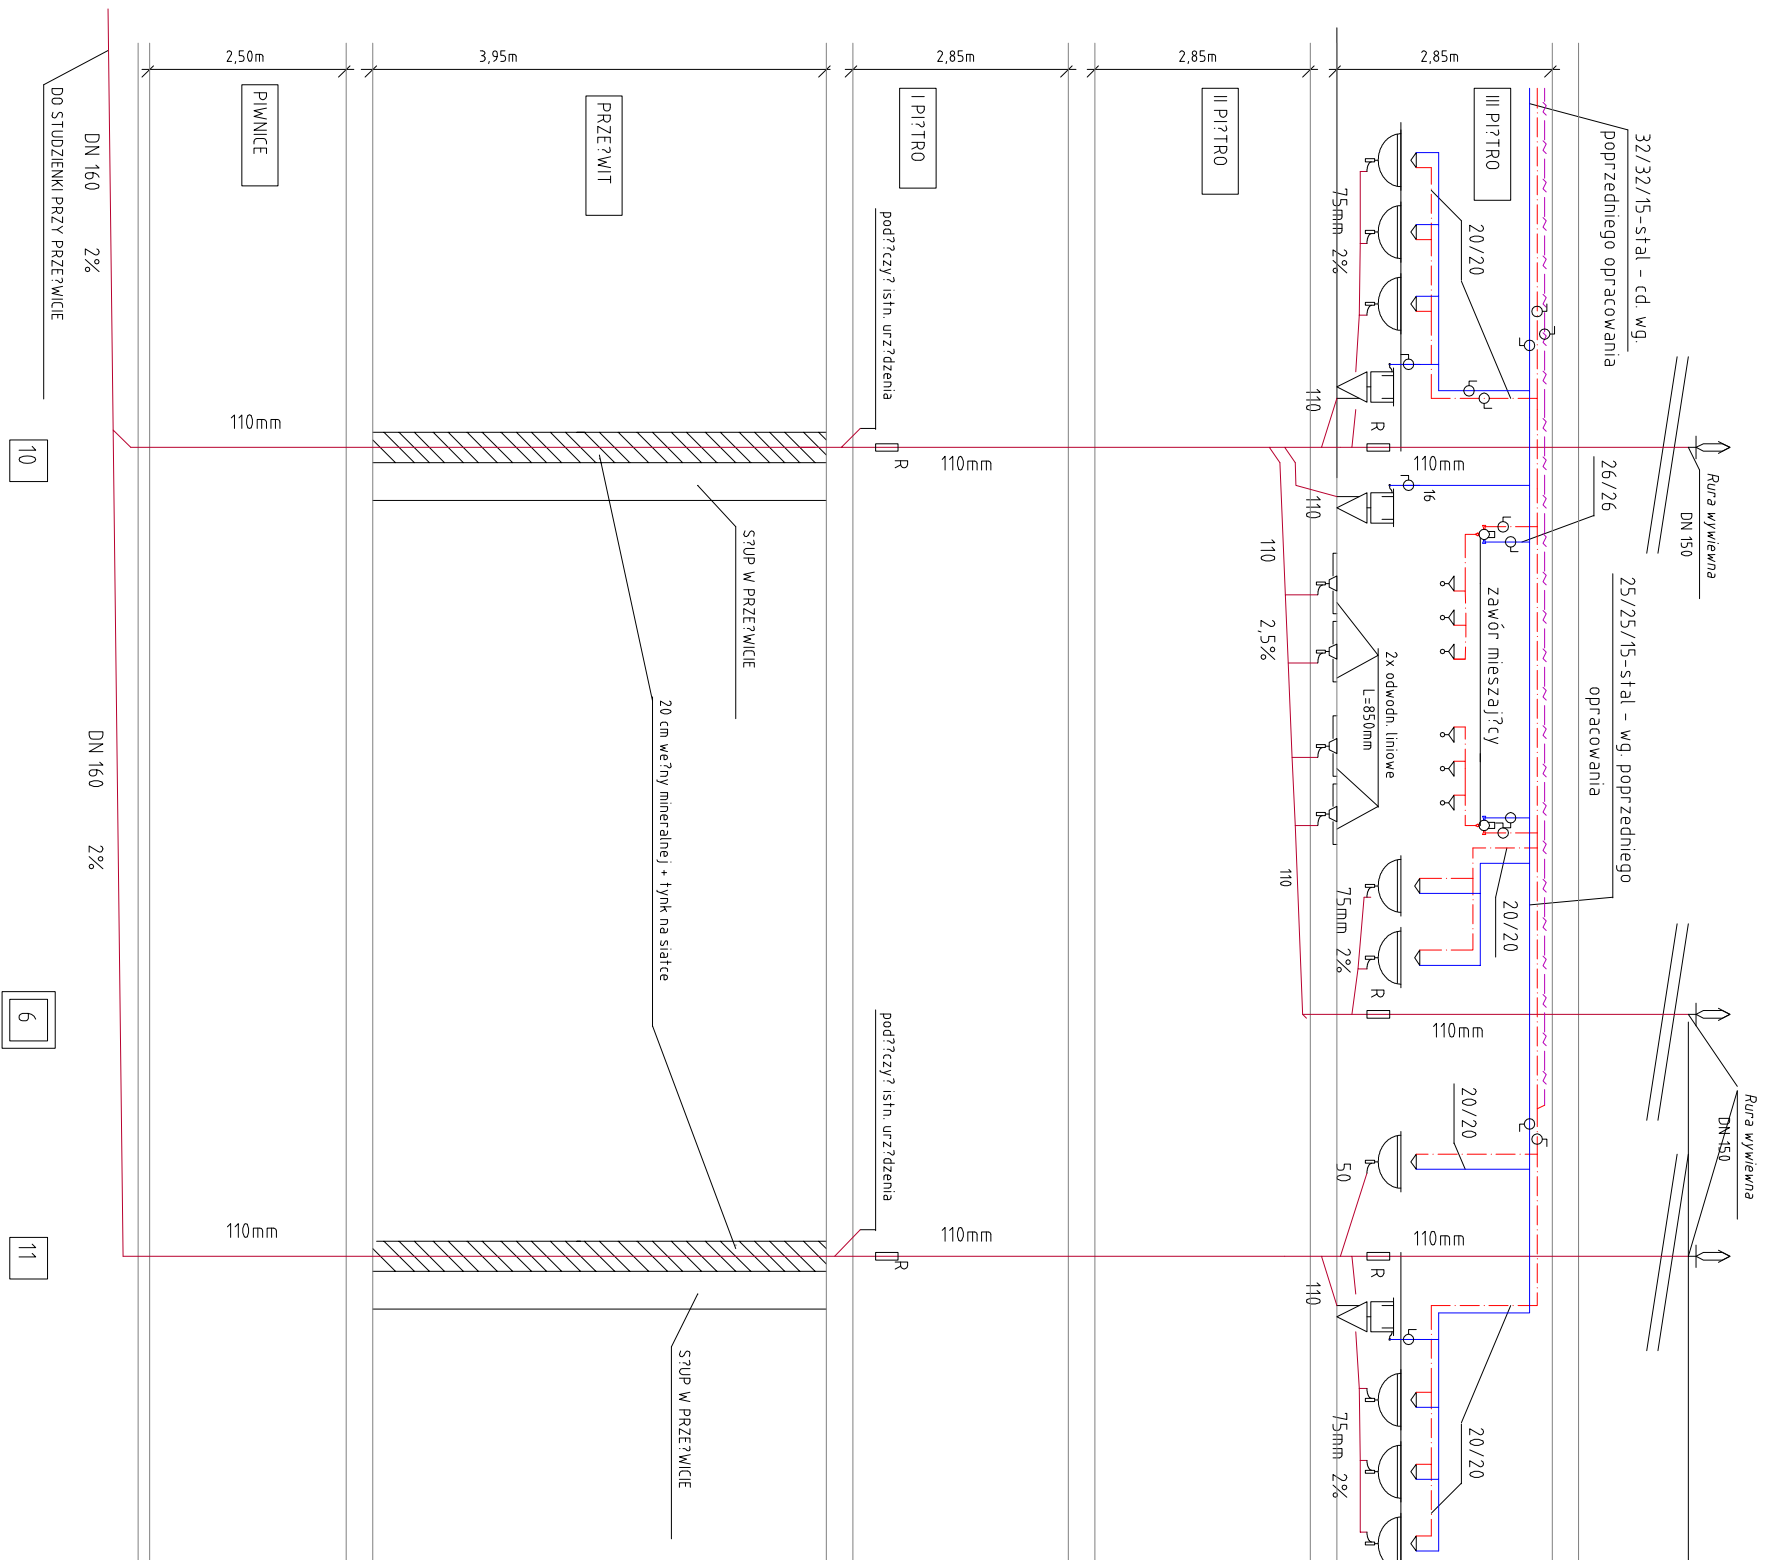 Rura wywiewna
DN 150
Rura wywiewna
DN 150
32/32/15-stal - cd. wg.
poprzedniego opracowania
26/26
25/25/15-stal - wg. poprzedniego
opracowania
2,85m
III PI?TRO
20/20
R
110mm
16
zawór mieszaj?cy
2x odwodn. liniowe
L=850mm
20/20
R
110mm
20/20
50
110mm
R
20/20
75mm 2%
110
110
75mm 2%
110
75mm 2%
2,85m
II PI?TRO
110
2,5%
110
2,85m
I PI?TRO
pod??czy? istn. urz?dzenia
R
110mm
pod??czy? istn. urz?dzenia
R
110mm
3,95m
PRZE?WIT
S?UP W PRZE?WICIE
20 cm we?ny mineralnej + tynk na siatce
S?UP W PRZE?WICIE
2,50m
PIWNICE
110mm
110mm
DN 160 2%
DN 160 2%
DO STUDZIENKI PRZY PRZE?WICIE
10
6
11